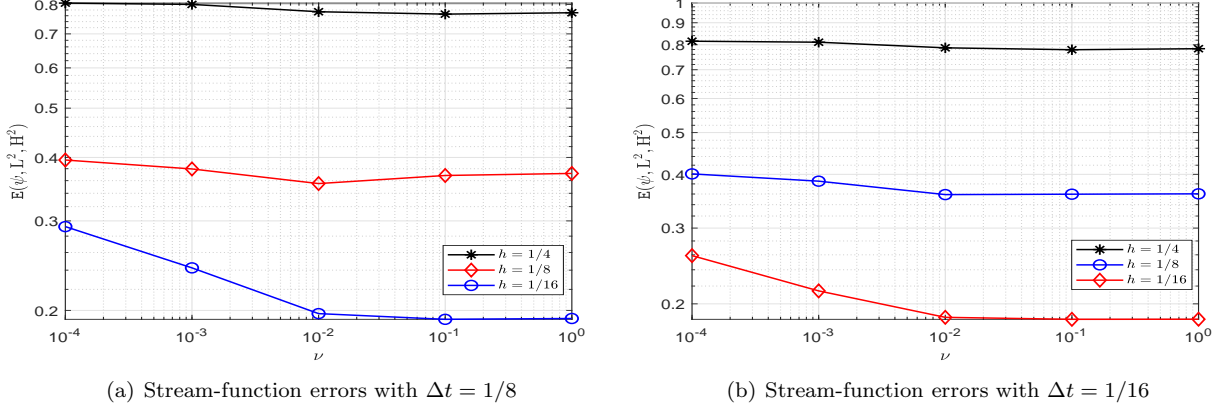 0.8
0.7
0.6
0.5
0.4
0.3
0.2
E(ψ, L², H²)
10⁻⁴
10⁻³
10⁻²
10⁻¹
10⁰
ν
h = 1/4
h = 1/8
h = 1/16
(a) Stream-function errors with Δt = 1/8
1
0.9
0.8
0.7
0.6
0.5
0.4
0.3
0.2
E(ψ, L², H²)
10⁻⁴
10⁻³
10⁻²
10⁻¹
10⁰
ν
h = 1/4
h = 1/8
h = 1/16
(b) Stream-function errors with Δt = 1/16